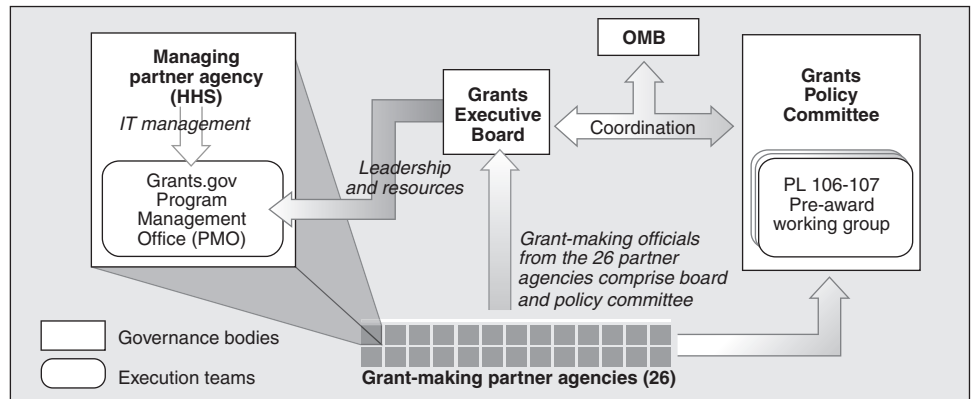 Managing
partner agency
(HHS)
IT management
Grants.gov
Program
Management
Office (PMO)
Leadership
and resources
Grants
Executive
Board
OMB
Coordination
Grants
Policy
Committee
PL 106-107
Pre-award
working group
Grant-making officials
from the 26 partner
agencies comprise board
and policy committee
Governance bodies
Execution teams
Grant-making partner agencies (26)